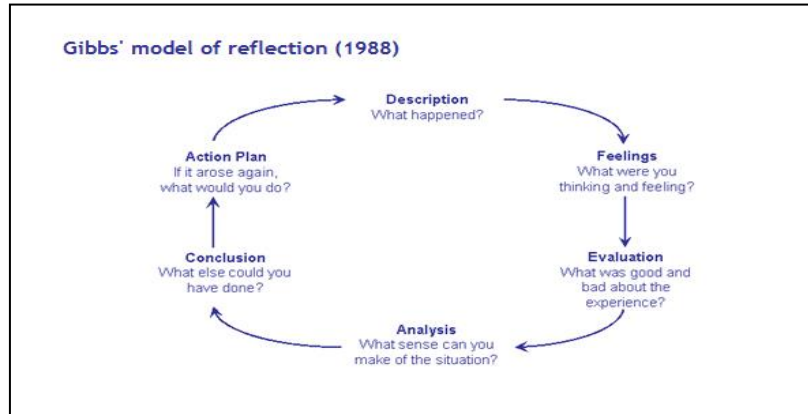 Gibbs' model of reflection (1988)
Description
What happened?
Feelings
What were you
thinking and feeling?
Evaluation
What was good and
bad about the
experience?
Analysis
What sense can you
make of the situation?
Conclusion
What else could you
have done?
Action Plan
If it arose again,
what would you do?